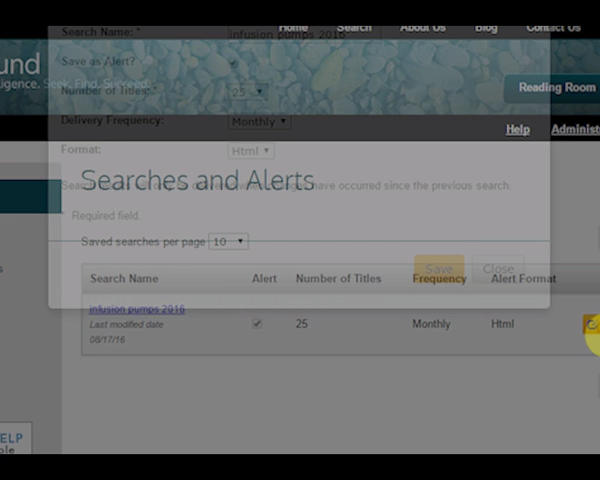 Search Name: * infusion pumps 2016
Home Search About Us Blog Contact Us
und
Save as Alert?
ligence. Seek. Find. Succeed.
Number of Titles: * 25
Reading Room
Delivery Frequency: Monthly
Help Administ
Format: Html
Searches and Alerts
have occurred since the previous search.
* Required field.
Saved searches per page 10
Save Close
Search Name Alert Number of Titles Frequency Alert Format
infusion pumps 2016
Last modified date 25 Monthly Html
08/17/16
ELP
ple